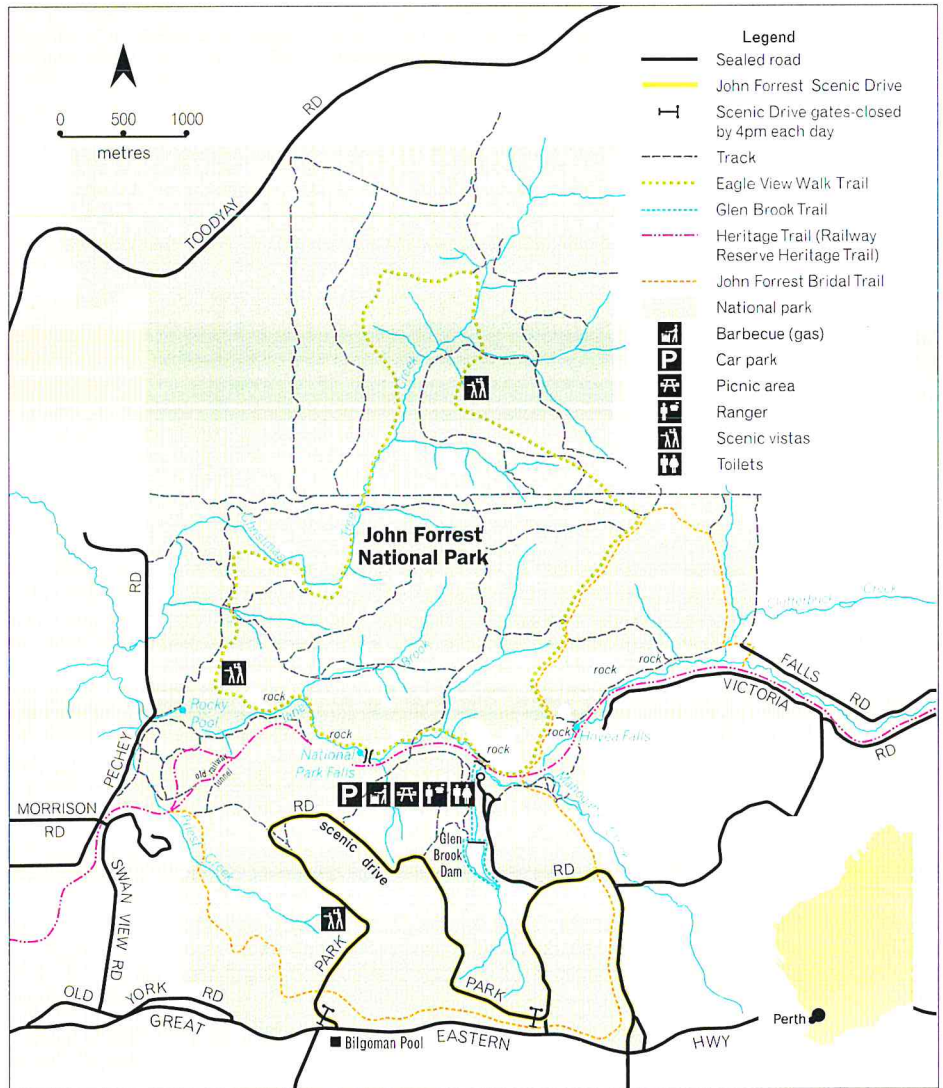 Legend
Sealed road
John Forrest Scenic Drive
Scenic Drive gates-closed
by 4pm each day
Track
Eagle View Walk Trail
Glen Brook Trail
Heritage Trail (Railway
Reserve Heritage Trail)
John Forrest Bridal Trail
National park
Barbecue (gas)
P
Car park
Picnic area
Ranger
Scenic vistas
Toilets
0 500 1000
metres
TOODYAY RD
Creek
Christmas
John Forrest
National Park
RD
PECHEY
Rocky
Pool
rock
Jane
Brook
rock
National
Park Falls
rock
rock
Hovea Falls
rock
rock
Clutterbuck Creek
FALLS
RD
VICTORIA
RD
old railway
tunnel
MORRISON
RD
SWAN VIEW RD
P
RD
scenic drive
Glen
Brook
Dam
RD
PARK
PARK
OLD YORK RD
GREAT EASTERN HWY
Bilgoman Pool
Perth